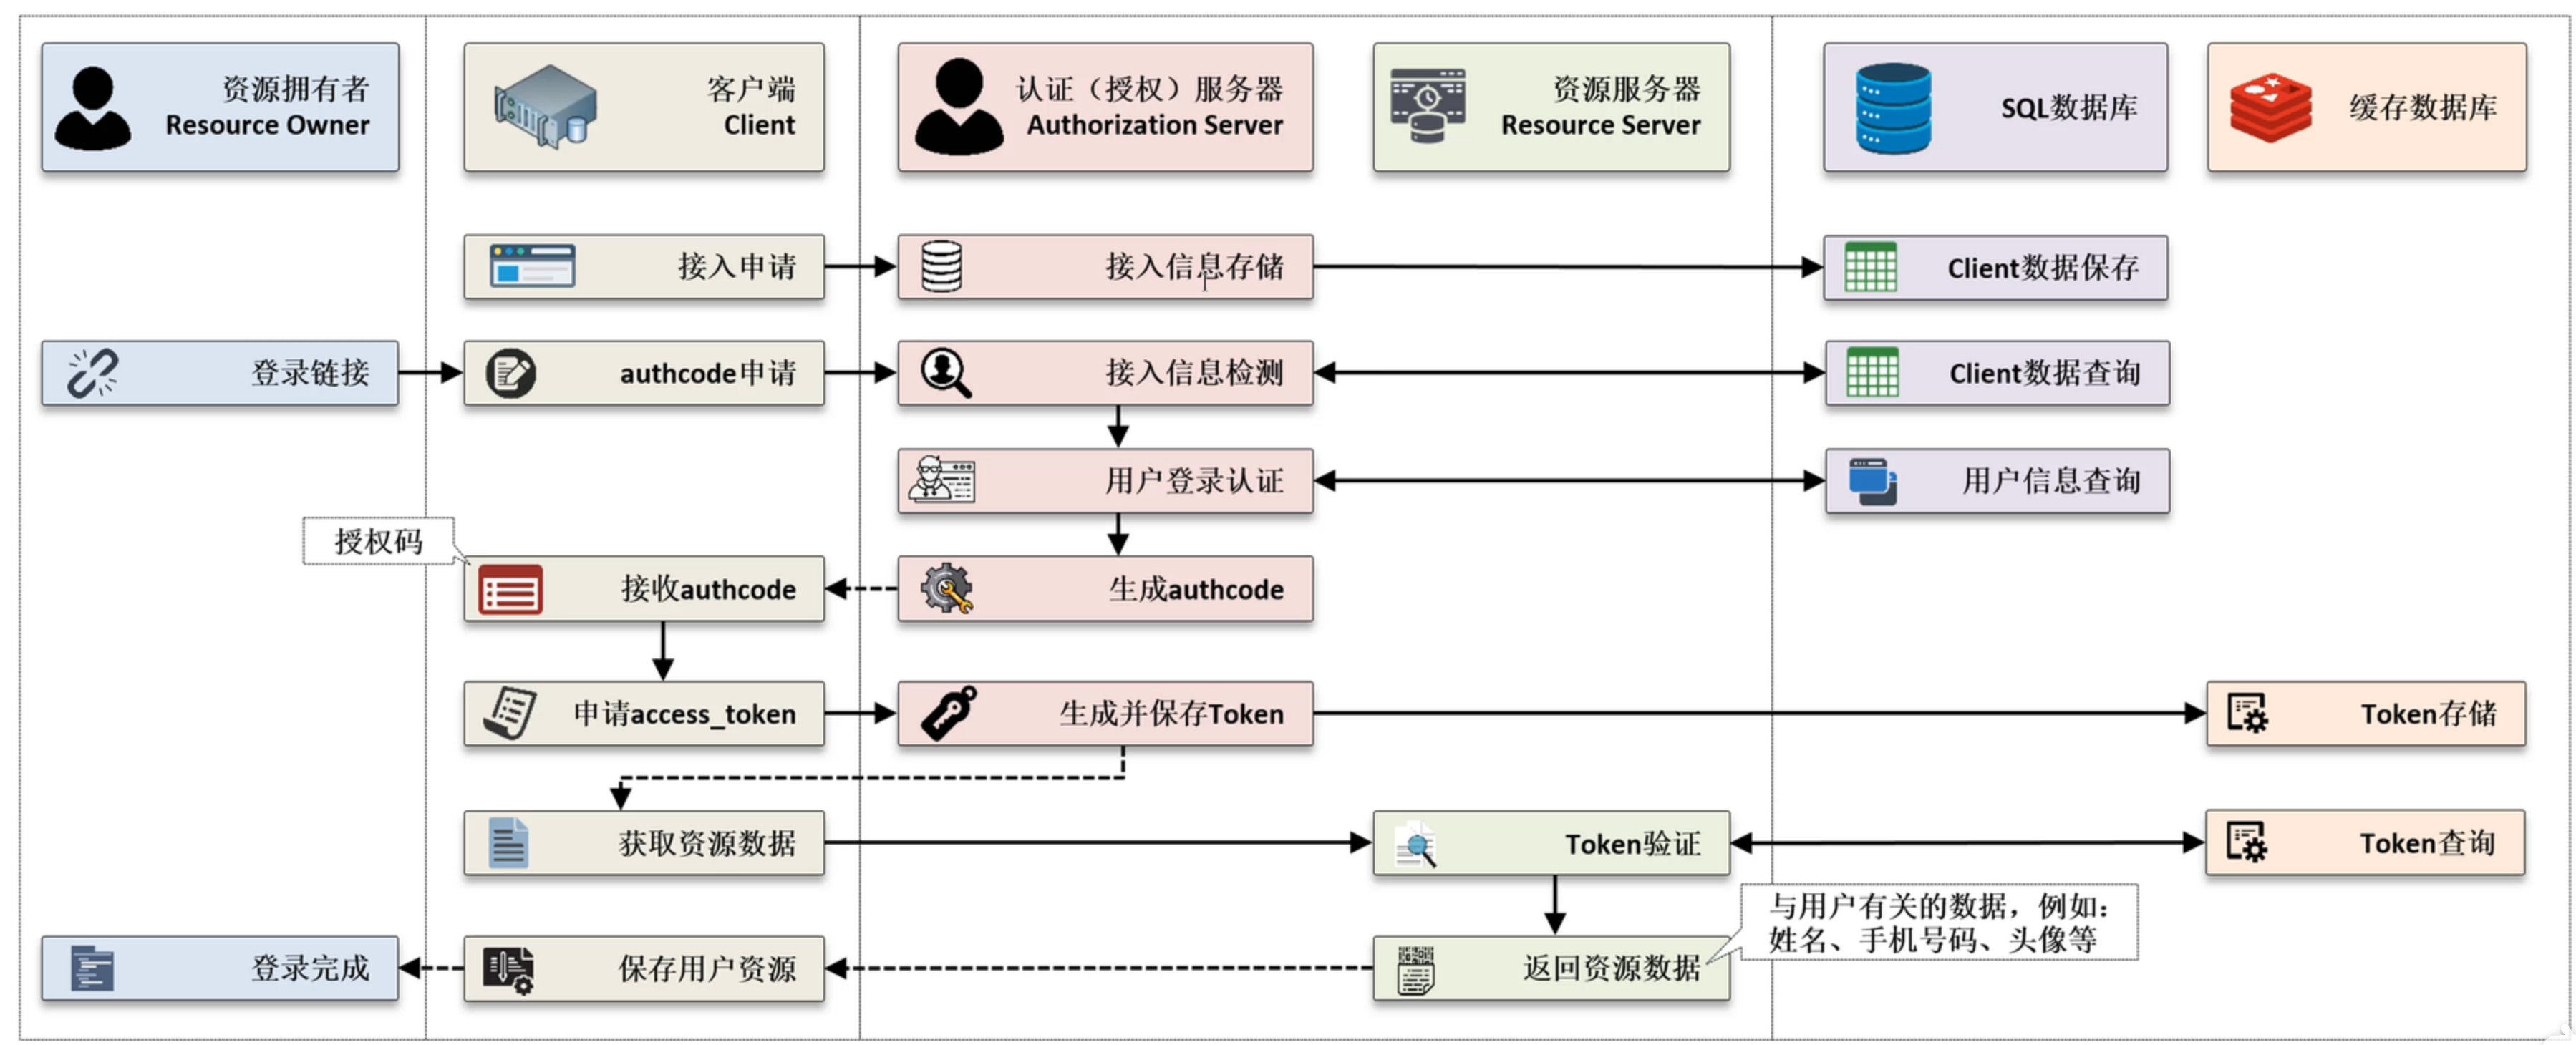 资源拥有者
Resource Owner
客户端
Client
认证（授权）服务器
Authorization Server
资源服务器
Resource Server
SQL数据库
缓存数据库
接入申请
接入信息存储
Client数据保存
登录链接
authcode申请
接入信息检测
Client数据查询
用户登录认证
用户信息查询
授权码
接收authcode
生成authcode
申请access_token
生成并保存Token
Token存储
获取资源数据
Token验证
Token查询
与用户有关的数据，例如：
姓名、手机号码、头像等
登录完成
保存用户资源
返回资源数据